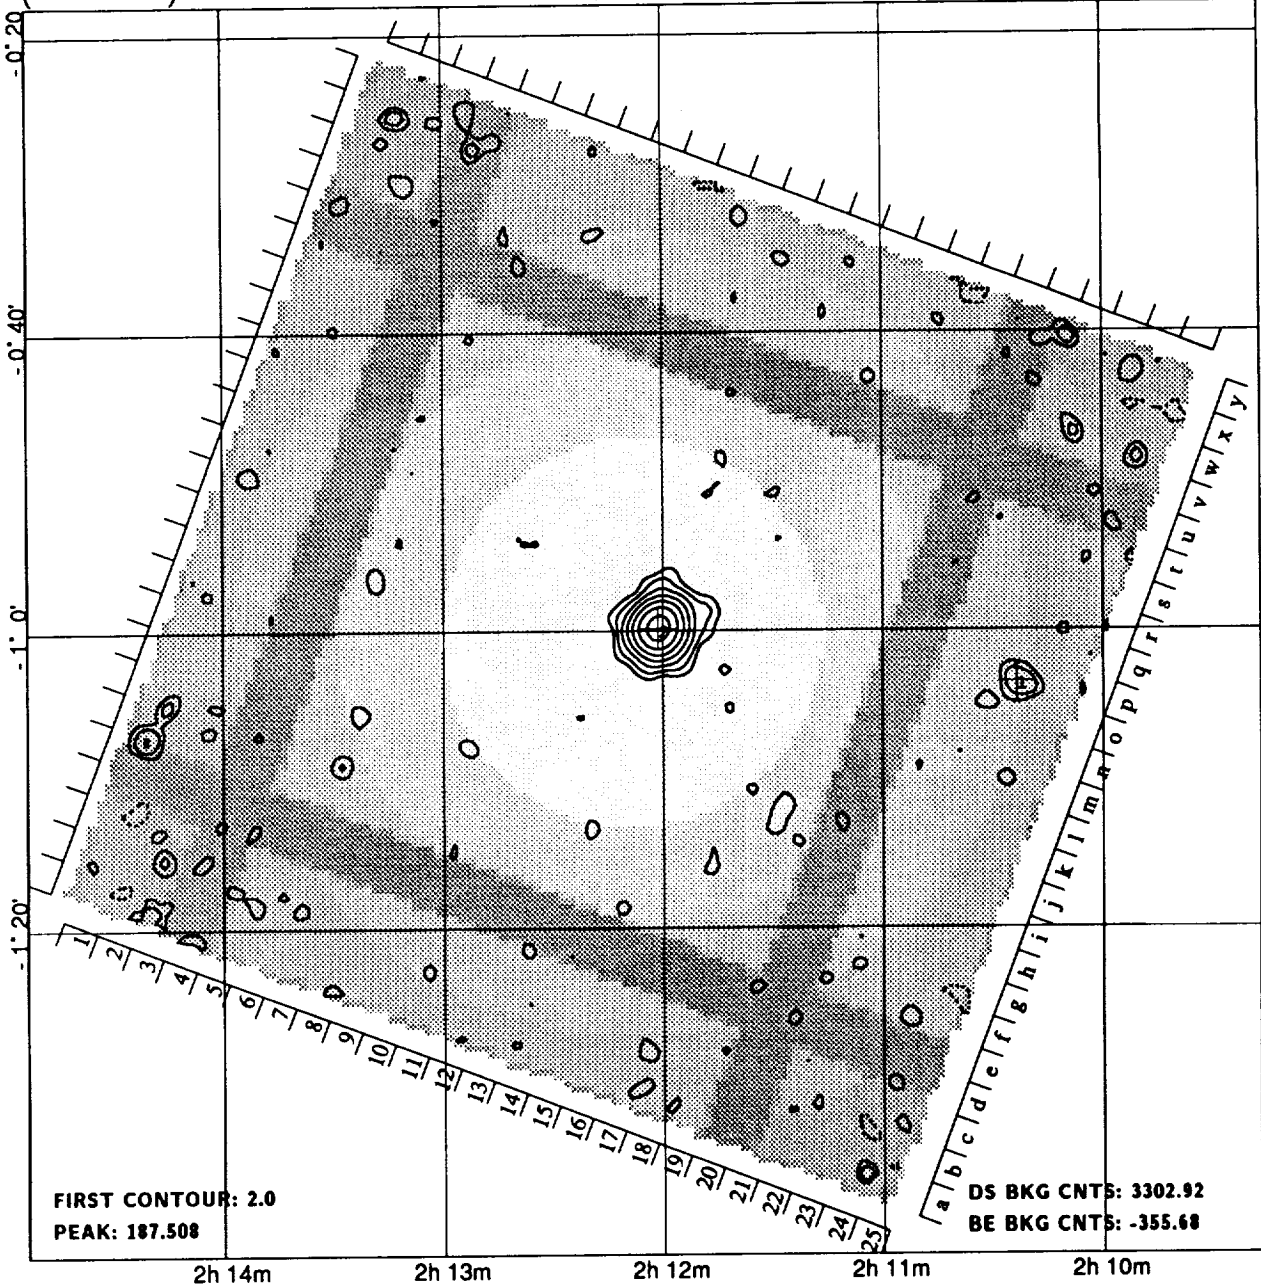 -0° 20'
-0° 40'
-1° 0'
-1° 20'
y
x
w
v
u
t
s
r
q
p
o
n
m
l
k
j
i
h
g
f
e
d
c
b
a
1
2
3
4
5
6
7
8
9
10
11
12
13
14
15
16
17
18
19
20
21
22
23
24
25
FIRST CONTOUR: 2.0
PEAK: 187.508
DS BKG CNTS: 3302.92
BE BKG CNTS: -355.68
2h 14m
2h 13m
2h 12m
2h 11m
2h 10m